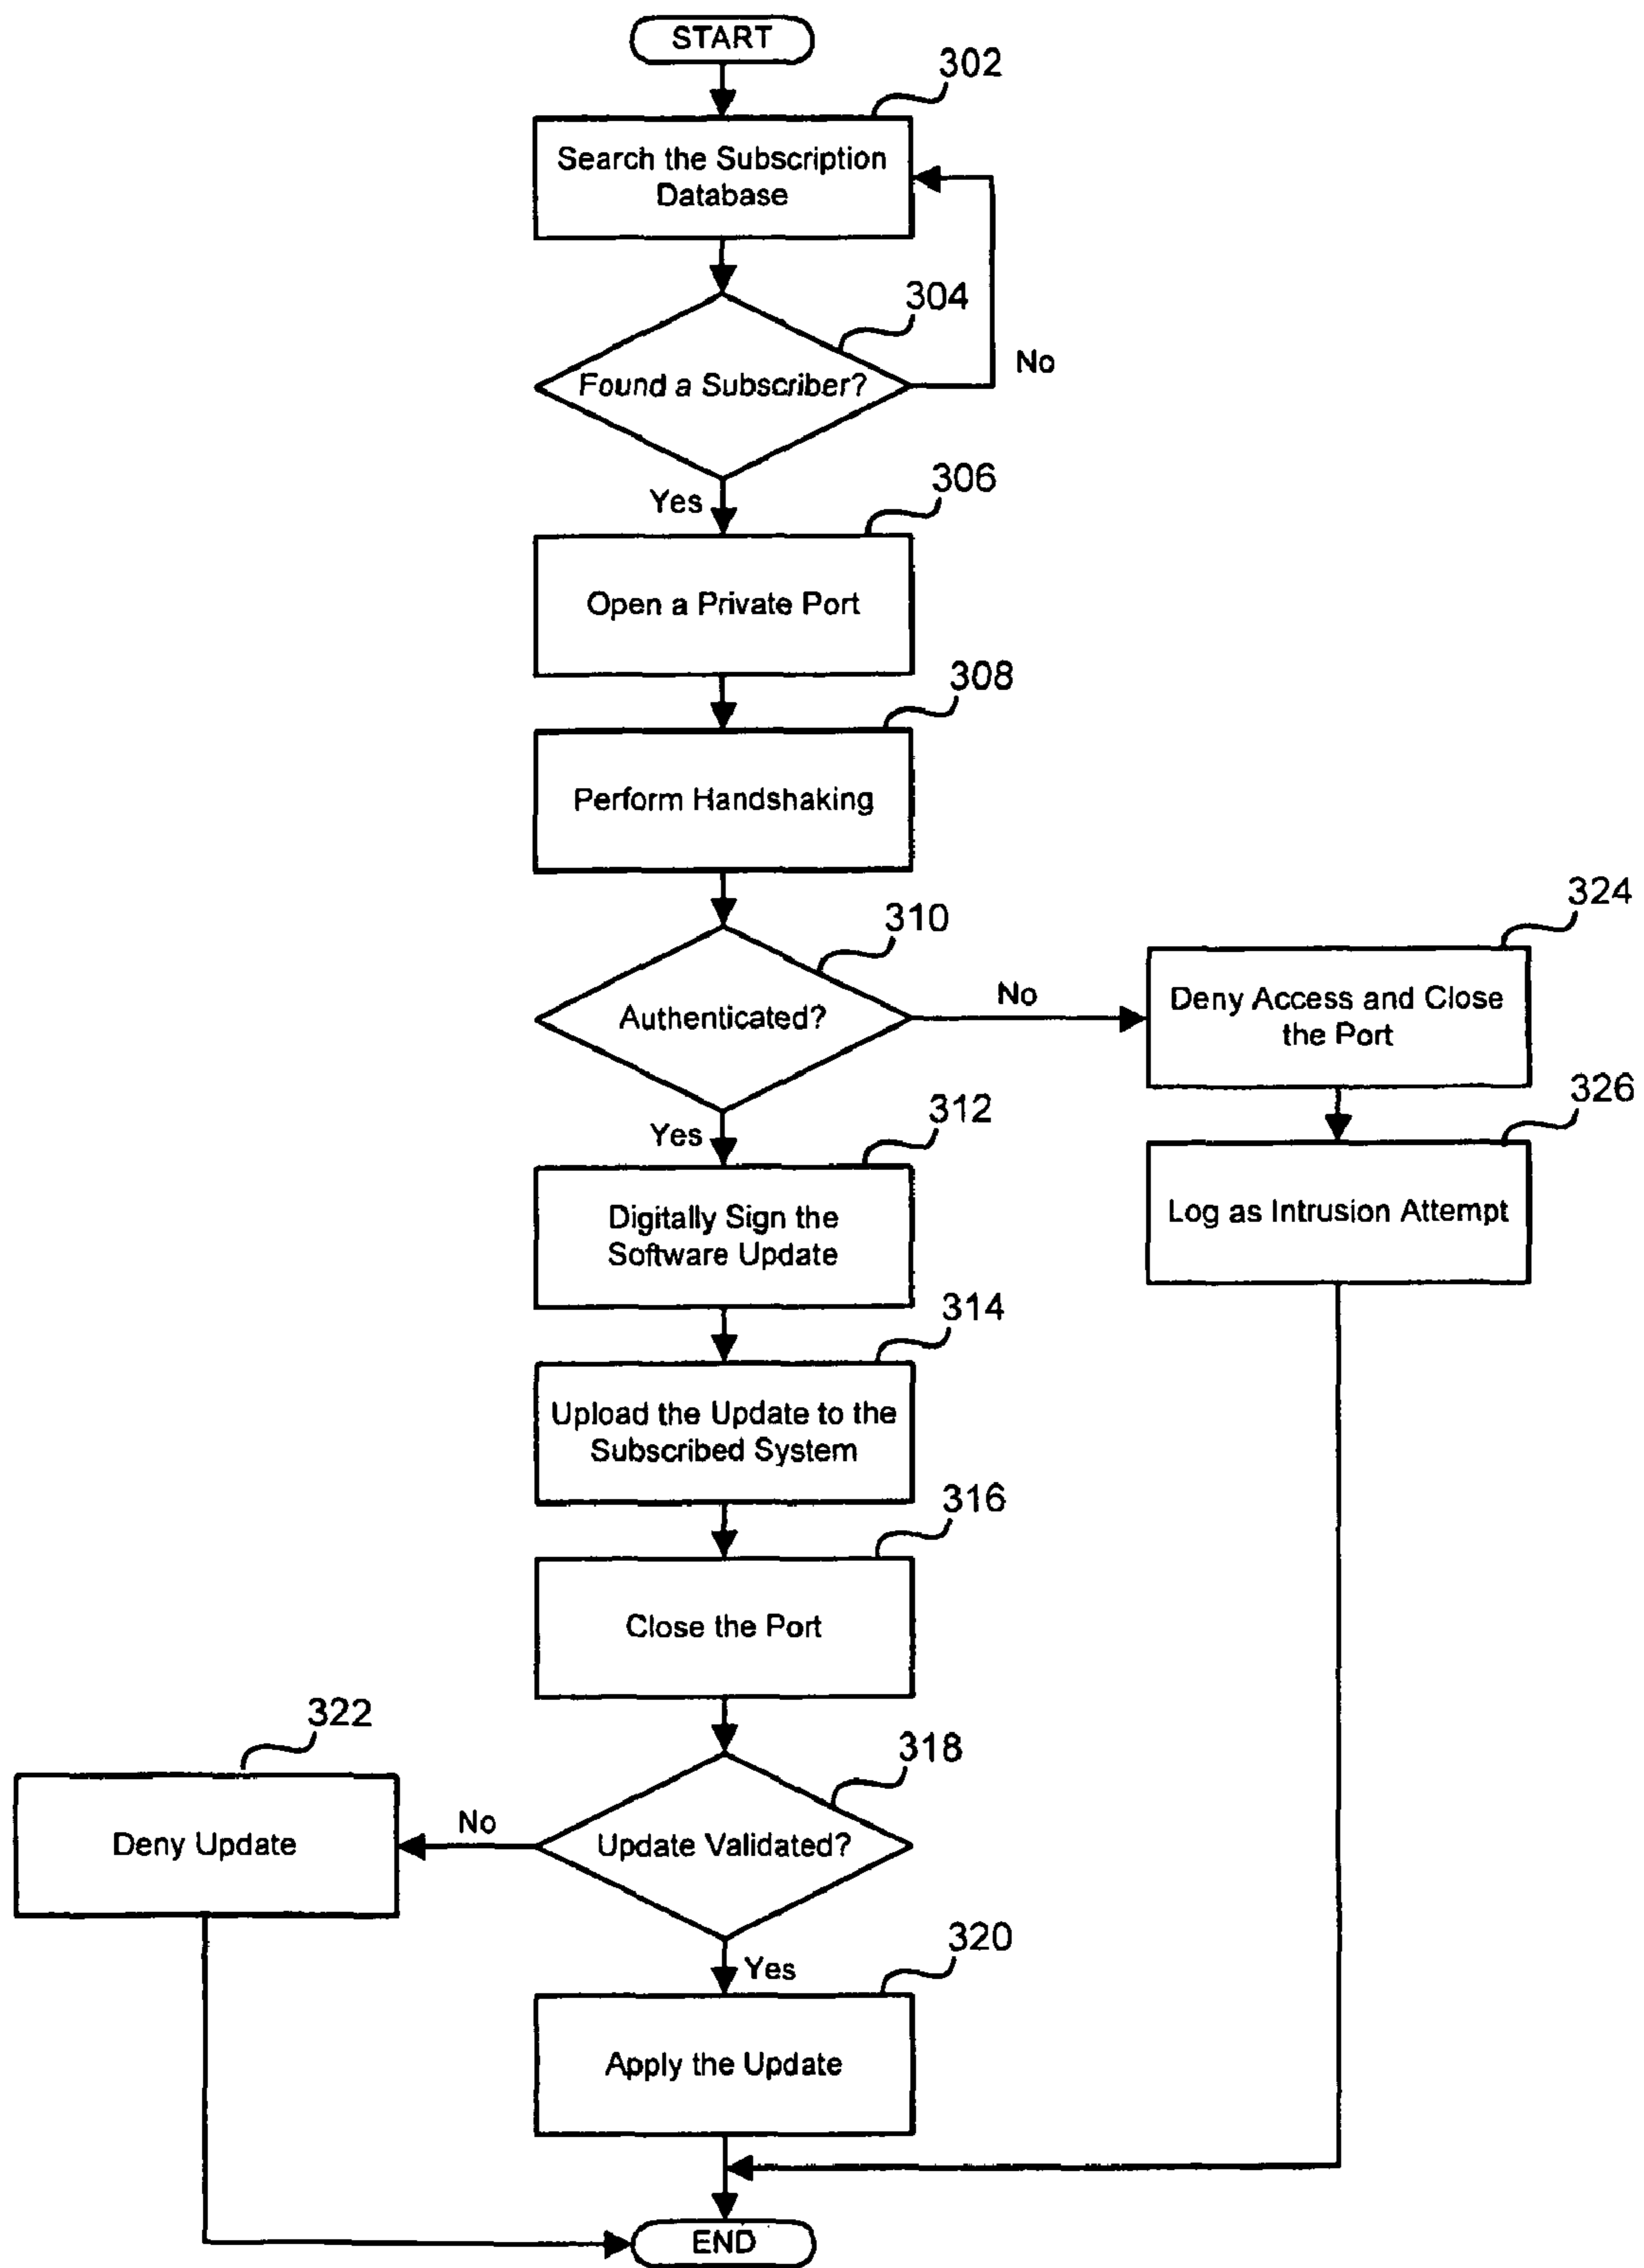 START
302
Search the Subscription
Database
304
Found a Subscriber?
No
Yes
306
Open a Private Port
308
Perform Handshaking
310
Authenticated?
No
324
Deny Access and Close
the Port
326
Log as Intrusion Attempt
Yes
312
Digitally Sign the
Software Update
314
Upload the Update to the
Subscribed System
316
Close the Port
318
Update Validated?
No
322
Deny Update
Yes
320
Apply the Update
END